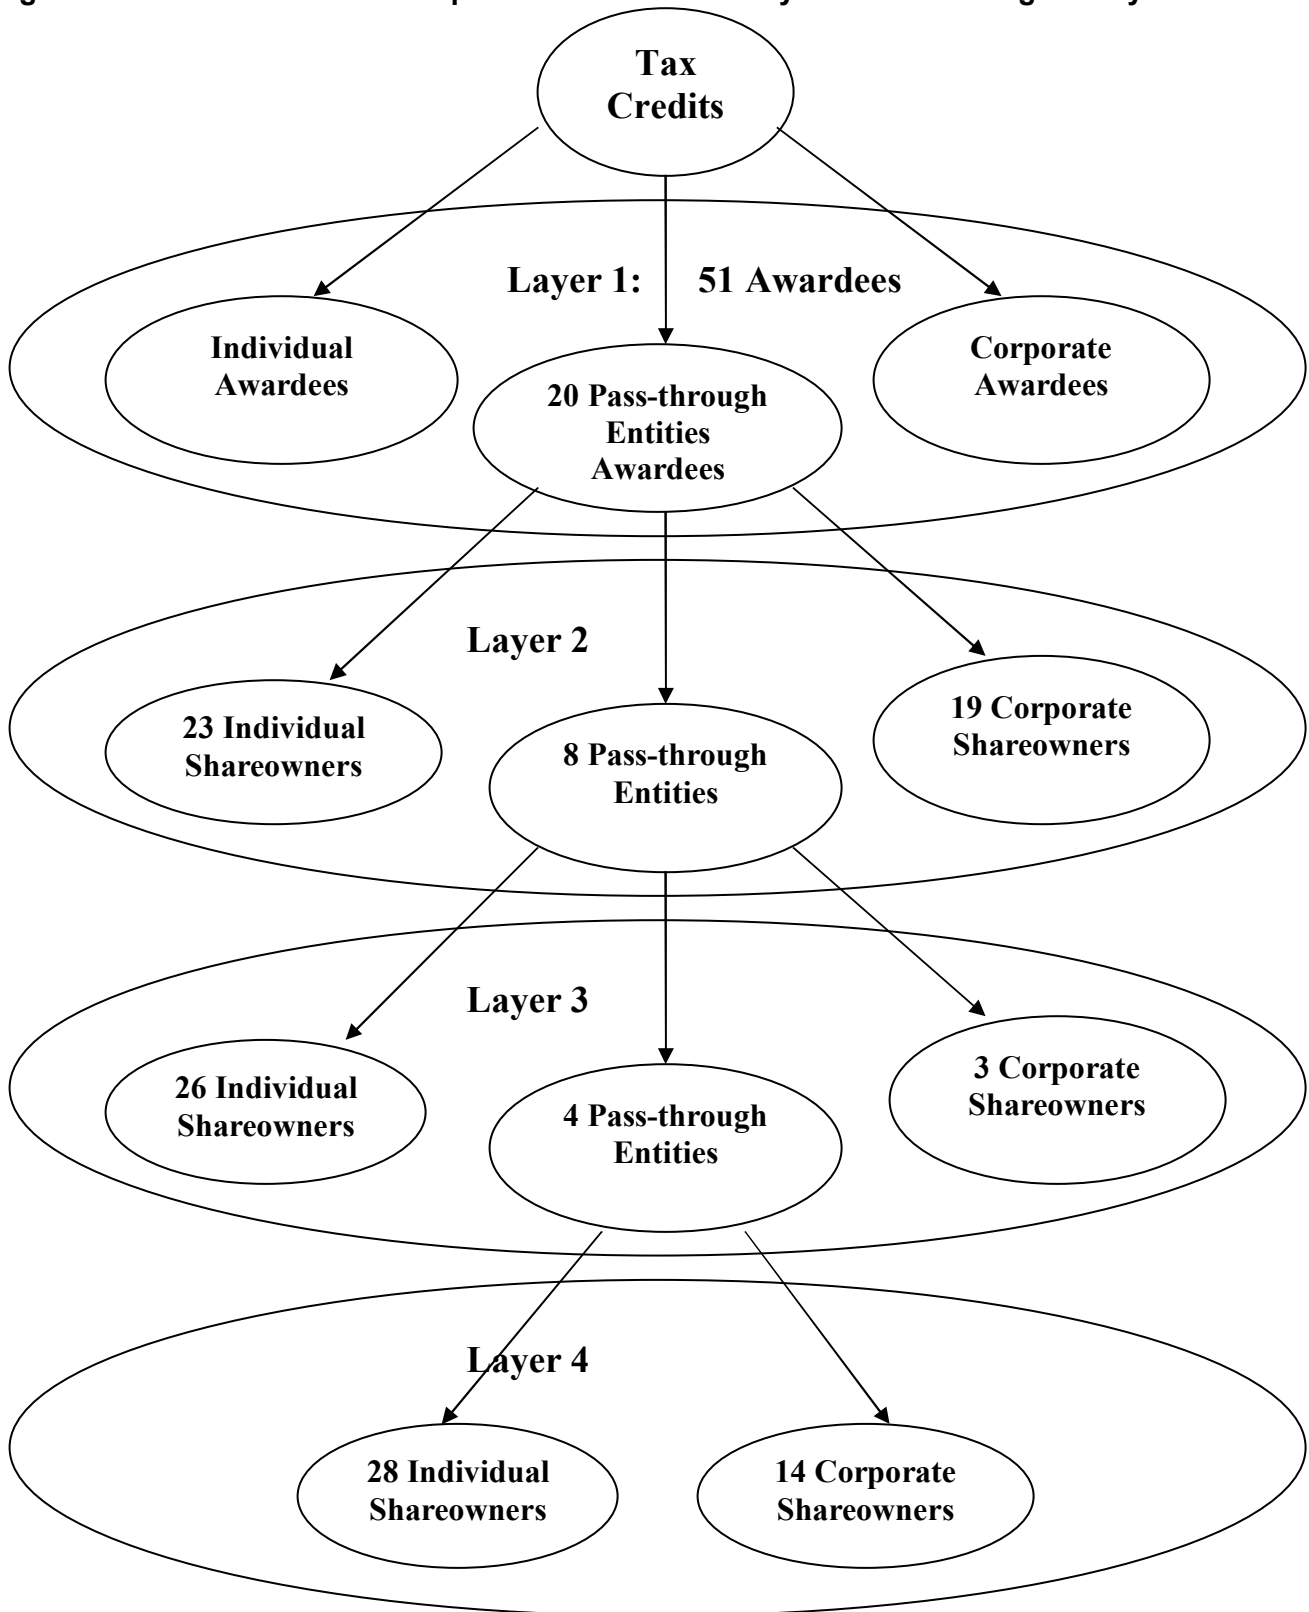 Tax
Credits
Layer 1: 51 Awardees
Individual
Awardees
Corporate
Awardees
20 Pass-through
Entities
Awardees
Layer 2
23 Individual
Shareowners
8 Pass-through
Entities
19 Corporate
Shareowners
Layer 3
26 Individual
Shareowners
4 Pass-through
Entities
3 Corporate
Shareowners
Layer 4
28 Individual
Shareowners
14 Corporate
Shareowners